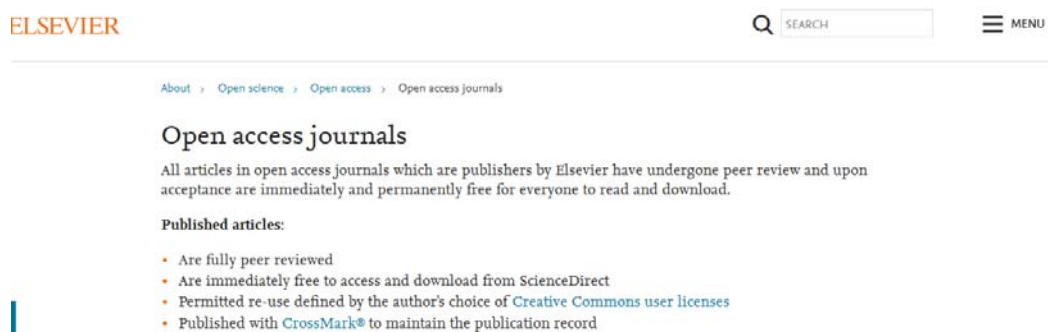 ELSEVIER
SEARCH
MENU
About > Open science > Open access > Open access journals
Open access journals
All articles in open access journals which are publishers by Elsevier have undergone peer review and upon
acceptance are immediately and permanently free for everyone to read and download.
Published articles:
• Are fully peer reviewed
• Are immediately free to access and download from ScienceDirect
• Permitted re-use defined by the author's choice of Creative Commons user licenses
• Published with CrossMark® to maintain the publication record